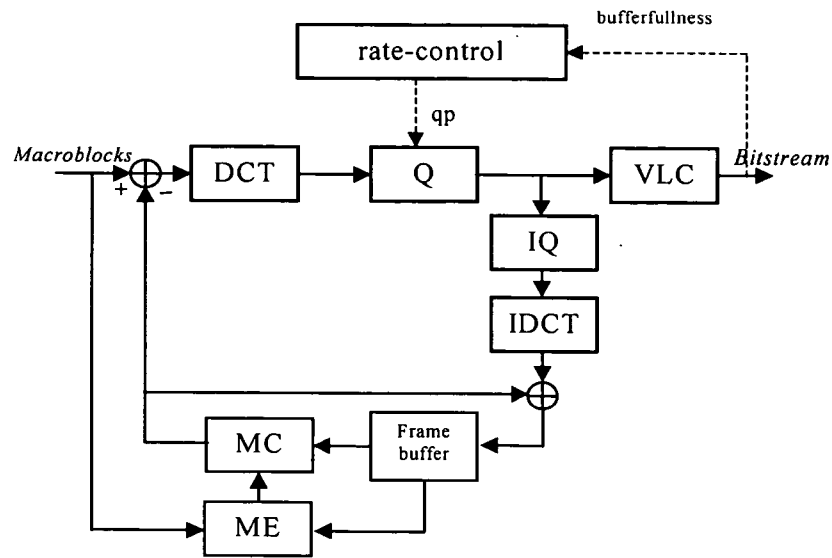 bufferfullness
rate-control
qp
Macroblocks
+
−
DCT
Q
VLC
Bitstream
IQ
IDCT
MC
Frame
buffer
ME